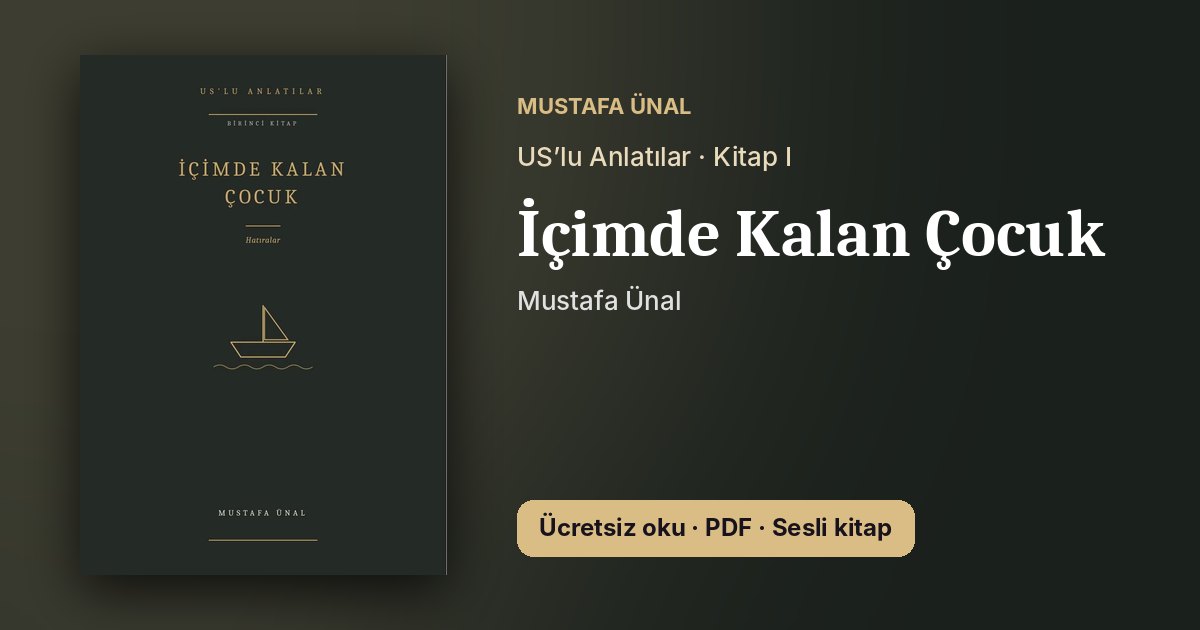 US'LU ANLATILAR
BİRİNCİ KİTAP
İÇİMDE KALAN
ÇOCUK
Hatıralar
MUSTAFA ÜNAL
MUSTAFA ÜNAL
US’lu Anlatılar · Kitap I
İçimde Kalan Çocuk
Mustafa Ünal
Ücretsiz oku · PDF · Sesli kitap